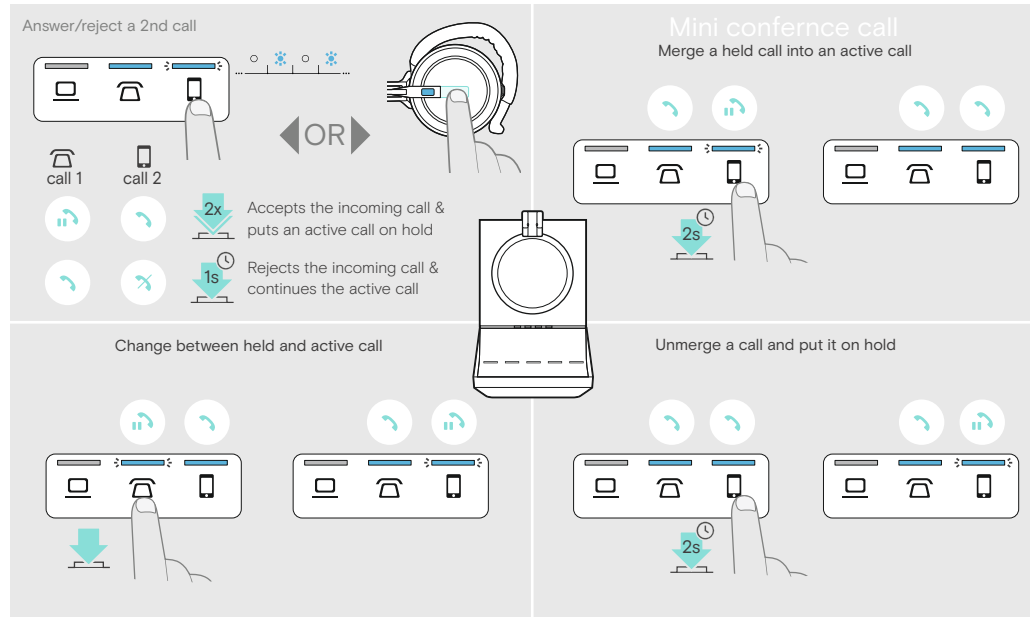 Answer/reject a 2nd call
OR
call 1
call 2
2x
Accepts the incoming call &
puts an active call on hold
1s
Rejects the incoming call &
continues the active call
Mini confernce call
Merge a held call into an active call
2s
Change between held and active call
Unmerge a call and put it on hold
2s